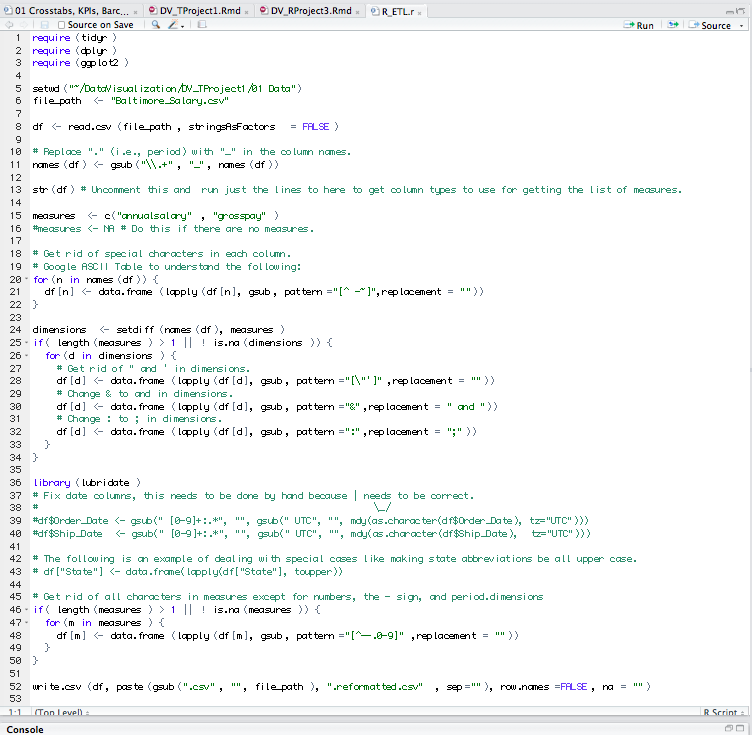 01 Crosstabs, KPIs, Barc... DV_TProject1.Rmd DV_RProject3.Rmd R_ETL.r
Source on Save Run Source
1 require (tidyr )
2 require (dplyr )
3 require (ggplot2 )
4
5 setwd ("~/DataVisualization/DV_TProject1/01 Data")
6 file_path <- "Baltimore_Salary.csv"
7
8 df <- read.csv (file_path , stringsAsFactors = FALSE )
9
10 # Replace "." (i.e., period) with "_" in the column names.
11 names (df ) <- gsub ("\\.+" , "_" , names (df ))
12
13 str (df ) # Uncomment this and run just the lines to here to get column types to use for getting the list of measures.
14
15 measures <- c("annualsalary" , "grosspay" )
16 #measures <- NA # Do this if there are no measures.
17
18 # Get rid of special characters in each column.
19 # Google ASCII Table to understand the following:
20 for (n in names (df )) {
21 df [n] <- data.frame (lapply (df [n], gsub , pattern ="[^ -~]",replacement = ""))
22 }
23
24 dimensions <- setdiff (names (df ), measures )
25 if( length (measures ) > 1 || ! is.na (dimensions )) {
26 for (d in dimensions ) {
27 # Get rid of " and ' in dimensions.
28 df [d] <- data.frame (lapply (df [d], gsub , pattern ="[\"']" ,replacement = ""))
29 # Change & to and in dimensions.
30 df [d] <- data.frame (lapply (df [d], gsub , pattern ="&",replacement = " and "))
31 # Change : to ; in dimensions.
32 df [d] <- data.frame (lapply (df [d], gsub , pattern =":",replacement = ";" ))
33 }
34 }
35
36 library (lubridate )
37 # Fix date columns, this needs to be done by hand because | needs to be correct.
38 # \_/
39 #df$Order_Date <- gsub(" [0-9]+:.*", "", gsub(" UTC", "", mdy(as.character(df$Order_Date), tz="UTC")))
40 #df$Ship_Date <- gsub(" [0-9]+:.*", "", gsub(" UTC", "", mdy(as.character(df$Ship_Date), tz="UTC")))
41
42 # The following is an example of dealing with special cases like making state abbreviations be all upper case.
43 # df["State"] <- data.frame(lapply(df["State"], toupper))
44
45 # Get rid of all characters in measures except for numbers, the - sign, and period.dimensions
46 if( length (measures ) > 1 || ! is.na (measures )) {
47 for (m in measures ) {
48 df [m] <- data.frame (lapply (df [m], gsub , pattern ="[^--.0-9]" ,replacement = ""))
49 }
50 }
51
52 write.csv (df, paste (gsub (".csv" , "", file_path ), ".reformatted.csv" , sep =""), row.names =FALSE , na = "" )
53
1:1 (Top Level) R Script
Console